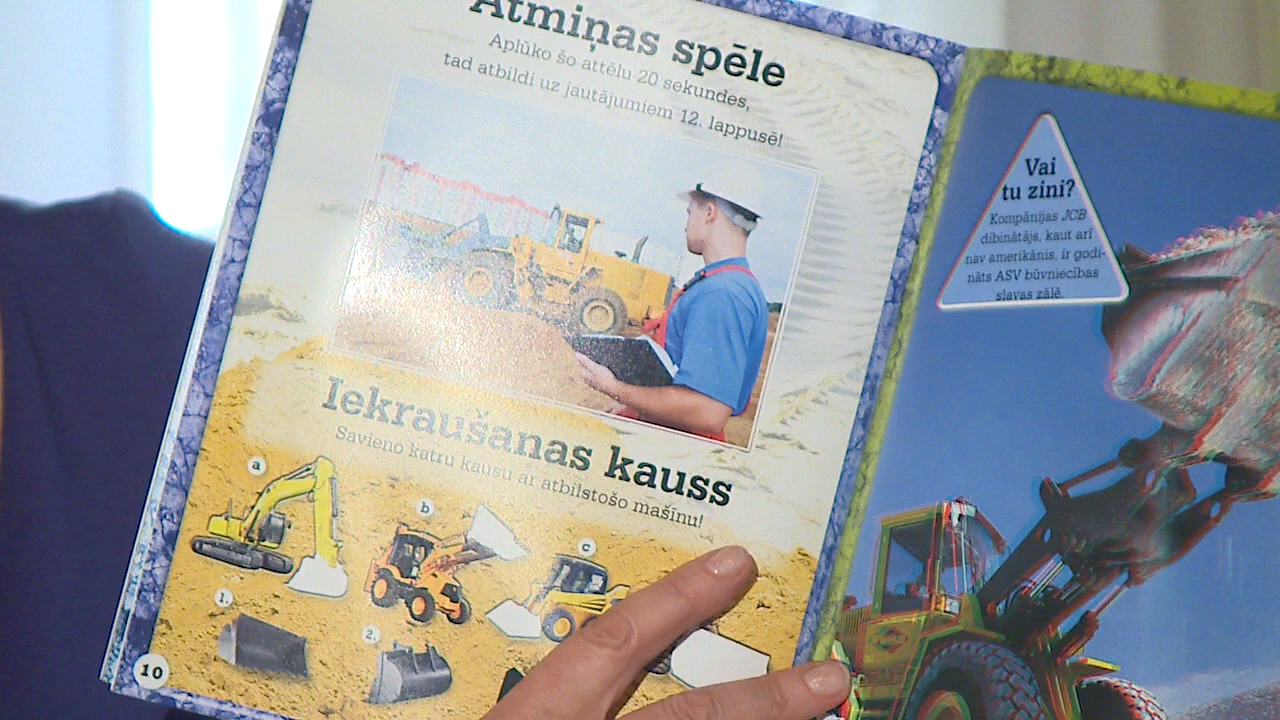 Atmiņas spēle
Aplūko šo attēlu 20 sekundes,
tad atbildi uz jautājumiem 12. lappusē!
Iekraušanas kauss
Savieno katru kausu ar atbilstošo mašīnu!
a
b
c
1.
2.
10
Vai
tu zini?
Kompānijas JCB
dibinātājs, kaut arī
nav amerikānis, ir godi-
nāts ASV būvniecības
slavas zālē.